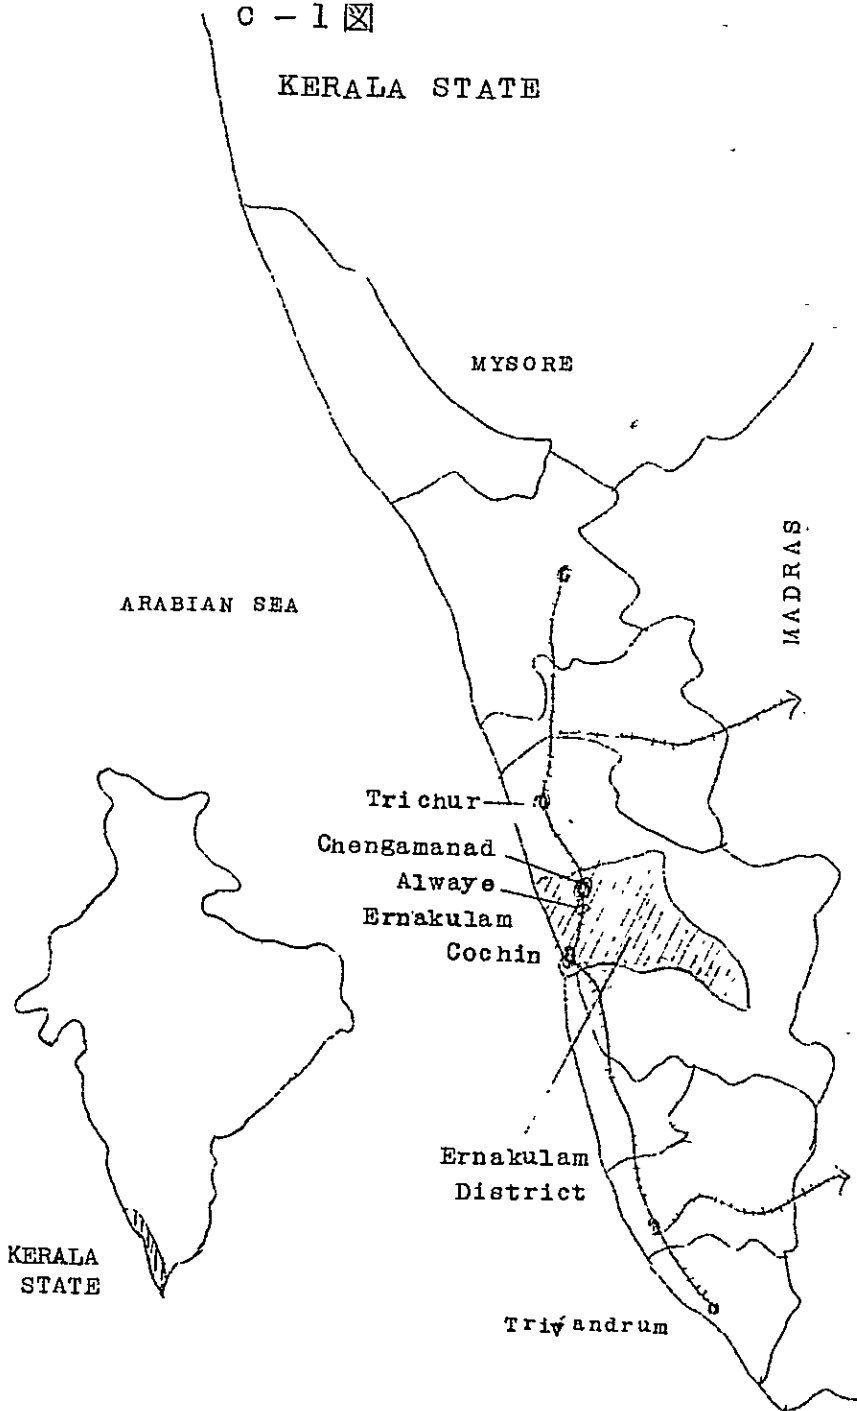 C - 1 図
KERALA STATE
MYSORE
MADRAS
ARABIAN SEA
Trichur
Chengamanad
Alwaye
Ernakulam
Cochin
Ernakulam
District
KERALA
STATE
Trivandrum